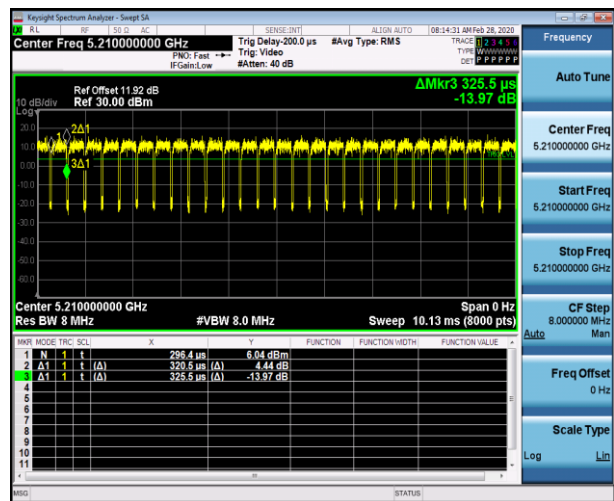 Keysight Spectrum Analyzer - Swept SA
RL RF 50 Ω AC SENSE:INT ALIGN AUTO 08:14:31 AM Feb 28, 2020
Center Freq 5.210000000 GHz
PNO: Fast
IFGain:Low
Trig Delay-200.0 µs
Trig: Video
#Atten: 40 dB
#Avg Type: RMS
TRACE 1 2 3 4 5 6
TYPE W
DET P P P P P P
Ref Offset 11.92 dB
10 dB/div Ref 30.00 dBm
Log
ΔMkr3 325.5 µs
-13.97 dB
20.0
10.0
0.00
-10.0
-20.0
-30.0
-40.0
-50.0
-60.0
1
2Δ1
3Δ1
Center 5.210000000 GHz Span 0 Hz
Res BW 8 MHz #VBW 8.0 MHz Sweep 10.13 ms (8000 pts)
MKR MODE TRC SCL X Y FUNCTION FUNCTION WIDTH FUNCTION VALUE
1 N 1 t 296.4 µs 6.04 dBm
2 Δ1 1 t (Δ) 320.5 µs (Δ) 4.44 dB
3 Δ1 1 t (Δ) 325.5 µs (Δ) -13.97 dB
4
5
6
7
8
9
10
11
MSG STATUS
Frequency
Auto Tune
Center Freq
5.210000000 GHz
Start Freq
5.210000000 GHz
Stop Freq
5.210000000 GHz
CF Step
8.000000 MHz
Auto Man
Freq Offset
0 Hz
Scale Type
Log Lin